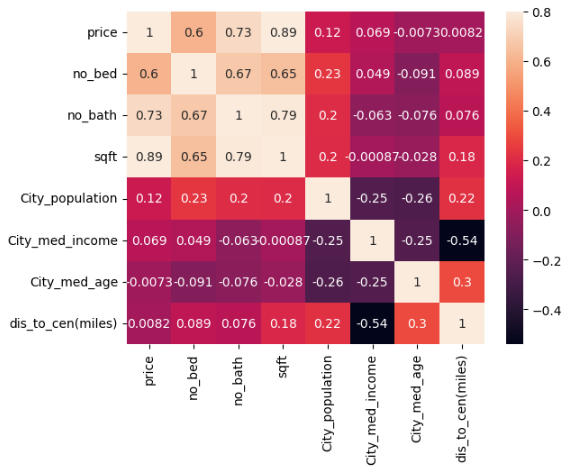 price 1 0.6 0.73 0.89 0.12 0.069 -0.0073 0.0082 0.8
no_bed 0.6 1 0.67 0.65 0.23 0.049 -0.091 0.089 0.6
no_bath 0.73 0.67 1 0.79 0.2 -0.063 -0.076 0.076 0.4
sqft 0.89 0.65 0.79 1 0.2 -0.00087 -0.028 0.18 0.2
City_population 0.12 0.23 0.2 0.2 1 -0.25 -0.26 0.22 0.0
City_med_income 0.069 0.049 -0.063 -0.00087 -0.25 1 -0.25 -0.54 −0.2
City_med_age -0.0073 -0.091 -0.076 -0.028 -0.26 -0.25 1 0.3 −0.4
dis_to_cen(miles) 0.0082 0.089 0.076 0.18 0.22 -0.54 0.3 1
price
no_bed
no_bath
sqft
City_population
City_med_income
City_med_age
dis_to_cen(miles)